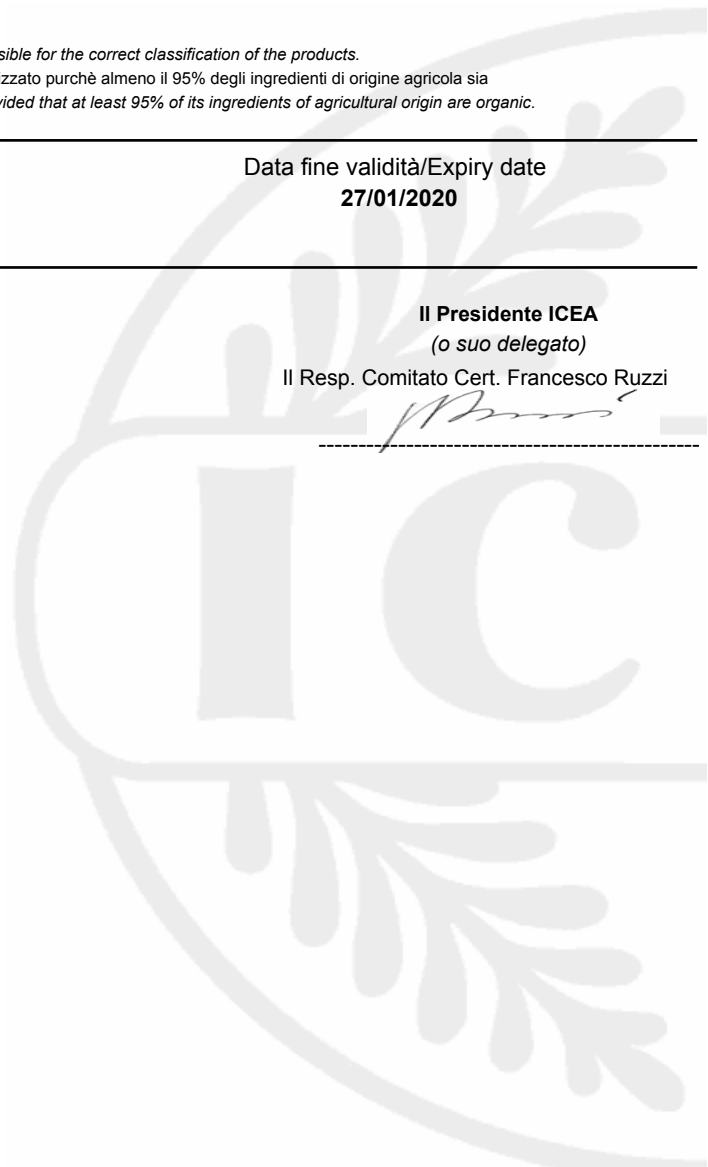 sible for the correct classification of the products.
izzato purchè almeno il 95% degli ingredienti di origine agricola sia
vided that at least 95% of its ingredients of agricultural origin are organic.
Data fine validità/Expiry date
27/01/2020
Il Presidente ICEA
(o suo delegato)
Il Resp. Comitato Cert. Francesco Ruzzi
IC